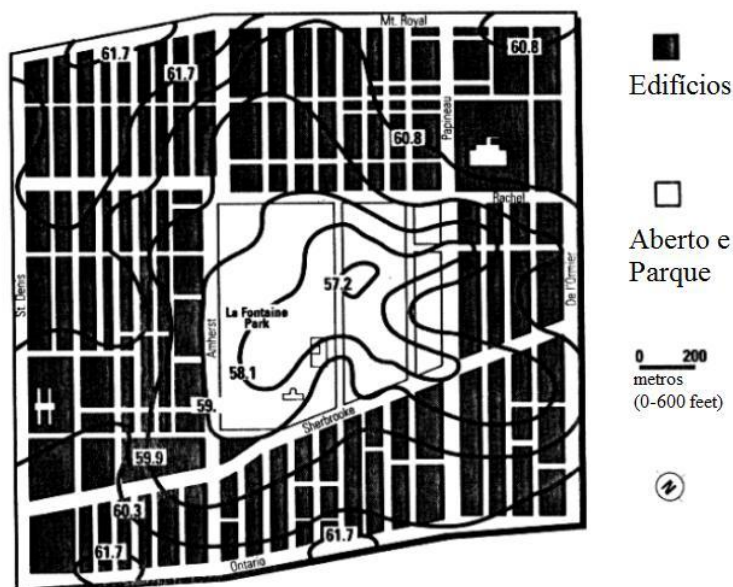 Mt. Royal
61.7
61.7
60.8
60.8
Papineau
Rachel
St. Denis
Amherst
La Fontaine
Park
57.2
De l'Ormier
58.1
59.
Sherbrooke
59.9
60.3
61.7
61.7
Ontario
Edifícios
Aberto e
Parque
0 200
metros
(0-600 feet)
N